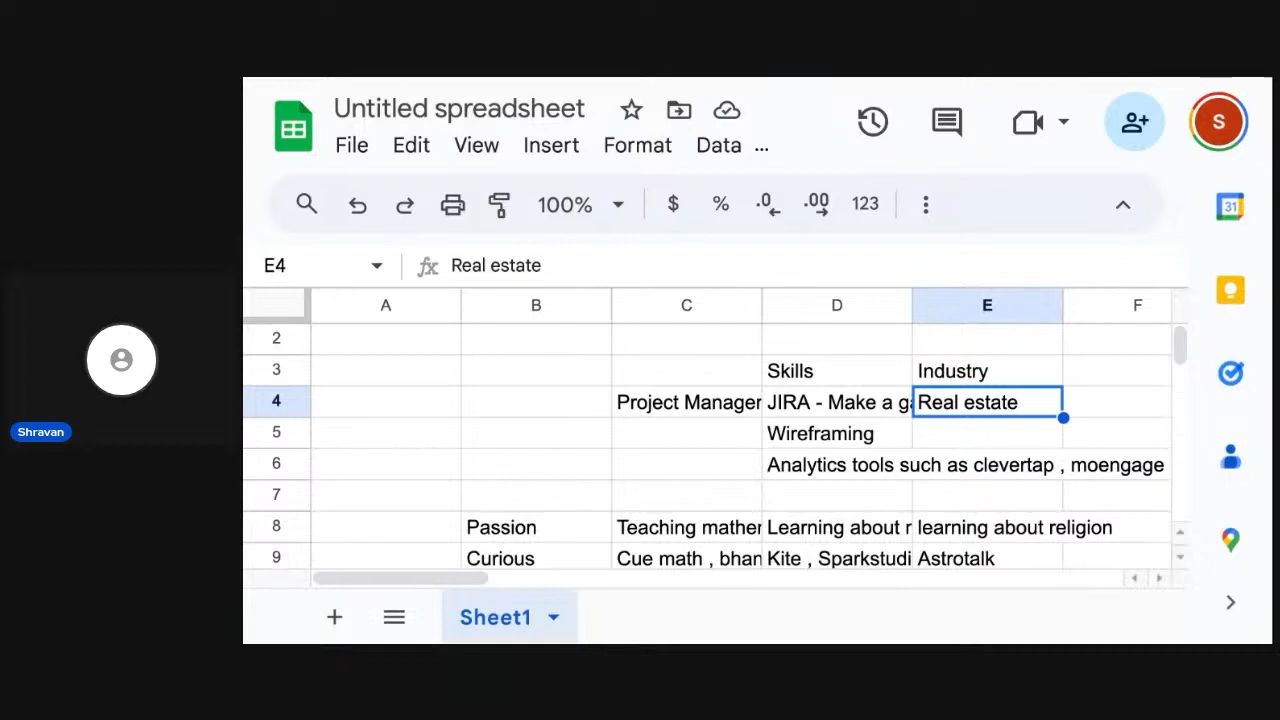 Untitled spreadsheet
S
File Edit View Insert Format Data ...
100% $ % .0 .00 123
31
E4 fx Real estate
A B C D E F
2
3 Skills Industry
4 Project Manager JIRA - Make a ga Real estate
5 Wireframing
Shravan
6 Analytics tools such as clevertap , moengage
7
8 Passion Teaching mather Learning about r learning about religion
9 Curious Cue math , bhan Kite , Sparkstudi Astrotalk
Sheet1